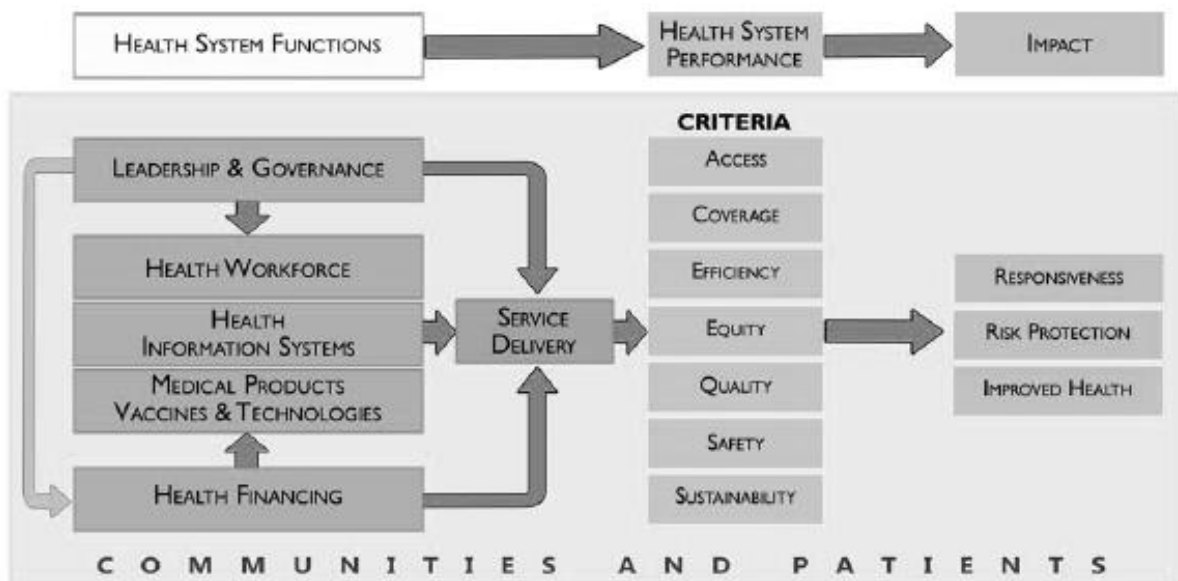 HEALTH SYSTEM FUNCTIONS
HEALTH SYSTEM
PERFORMANCE
IMPACT
LEADERSHIP & GOVERNANCE
HEALTH WORKFORCE
HEALTH
INFORMATION SYSTEMS
MEDICAL PRODUCTS
VACCINES & TECHNOLOGIES
HEALTH FINANCING
SERVICE
DELIVERY
CRITERIA
ACCESS
COVERAGE
EFFICIENCY
EQUITY
QUALITY
SAFETY
SUSTAINABILITY
RESPONSIVENESS
RISK PROTECTION
IMPROVED HEALTH
COMMUNITIES AND PATIENTS